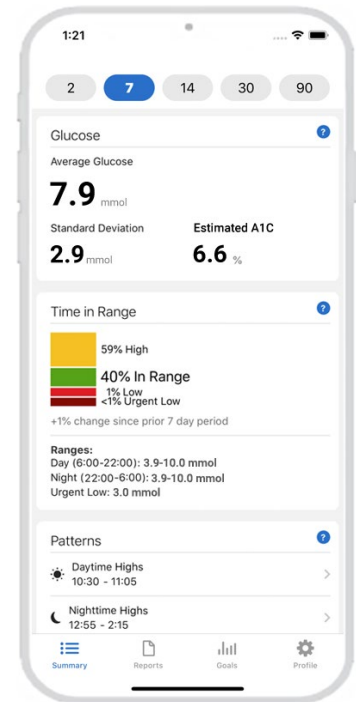 1:21
2 7 14 30 90
Glucose ?
Average Glucose
7.9 mmol
Standard Deviation Estimated A1C
2.9 mmol 6.6 %
Time in Range ?
59% High
40% In Range
1% Low
<1% Urgent Low
+1% change since prior 7 day period
Ranges:
Day (6:00-22:00): 3.9-10.0 mmol
Night (22:00-6:00): 3.9-10.0 mmol
Urgent Low: 3.0 mmol
Patterns ?
Daytime Highs
10:30 - 11:05
Nighttime Highs
12:55 - 2:15
Summary Reports Goals Profile